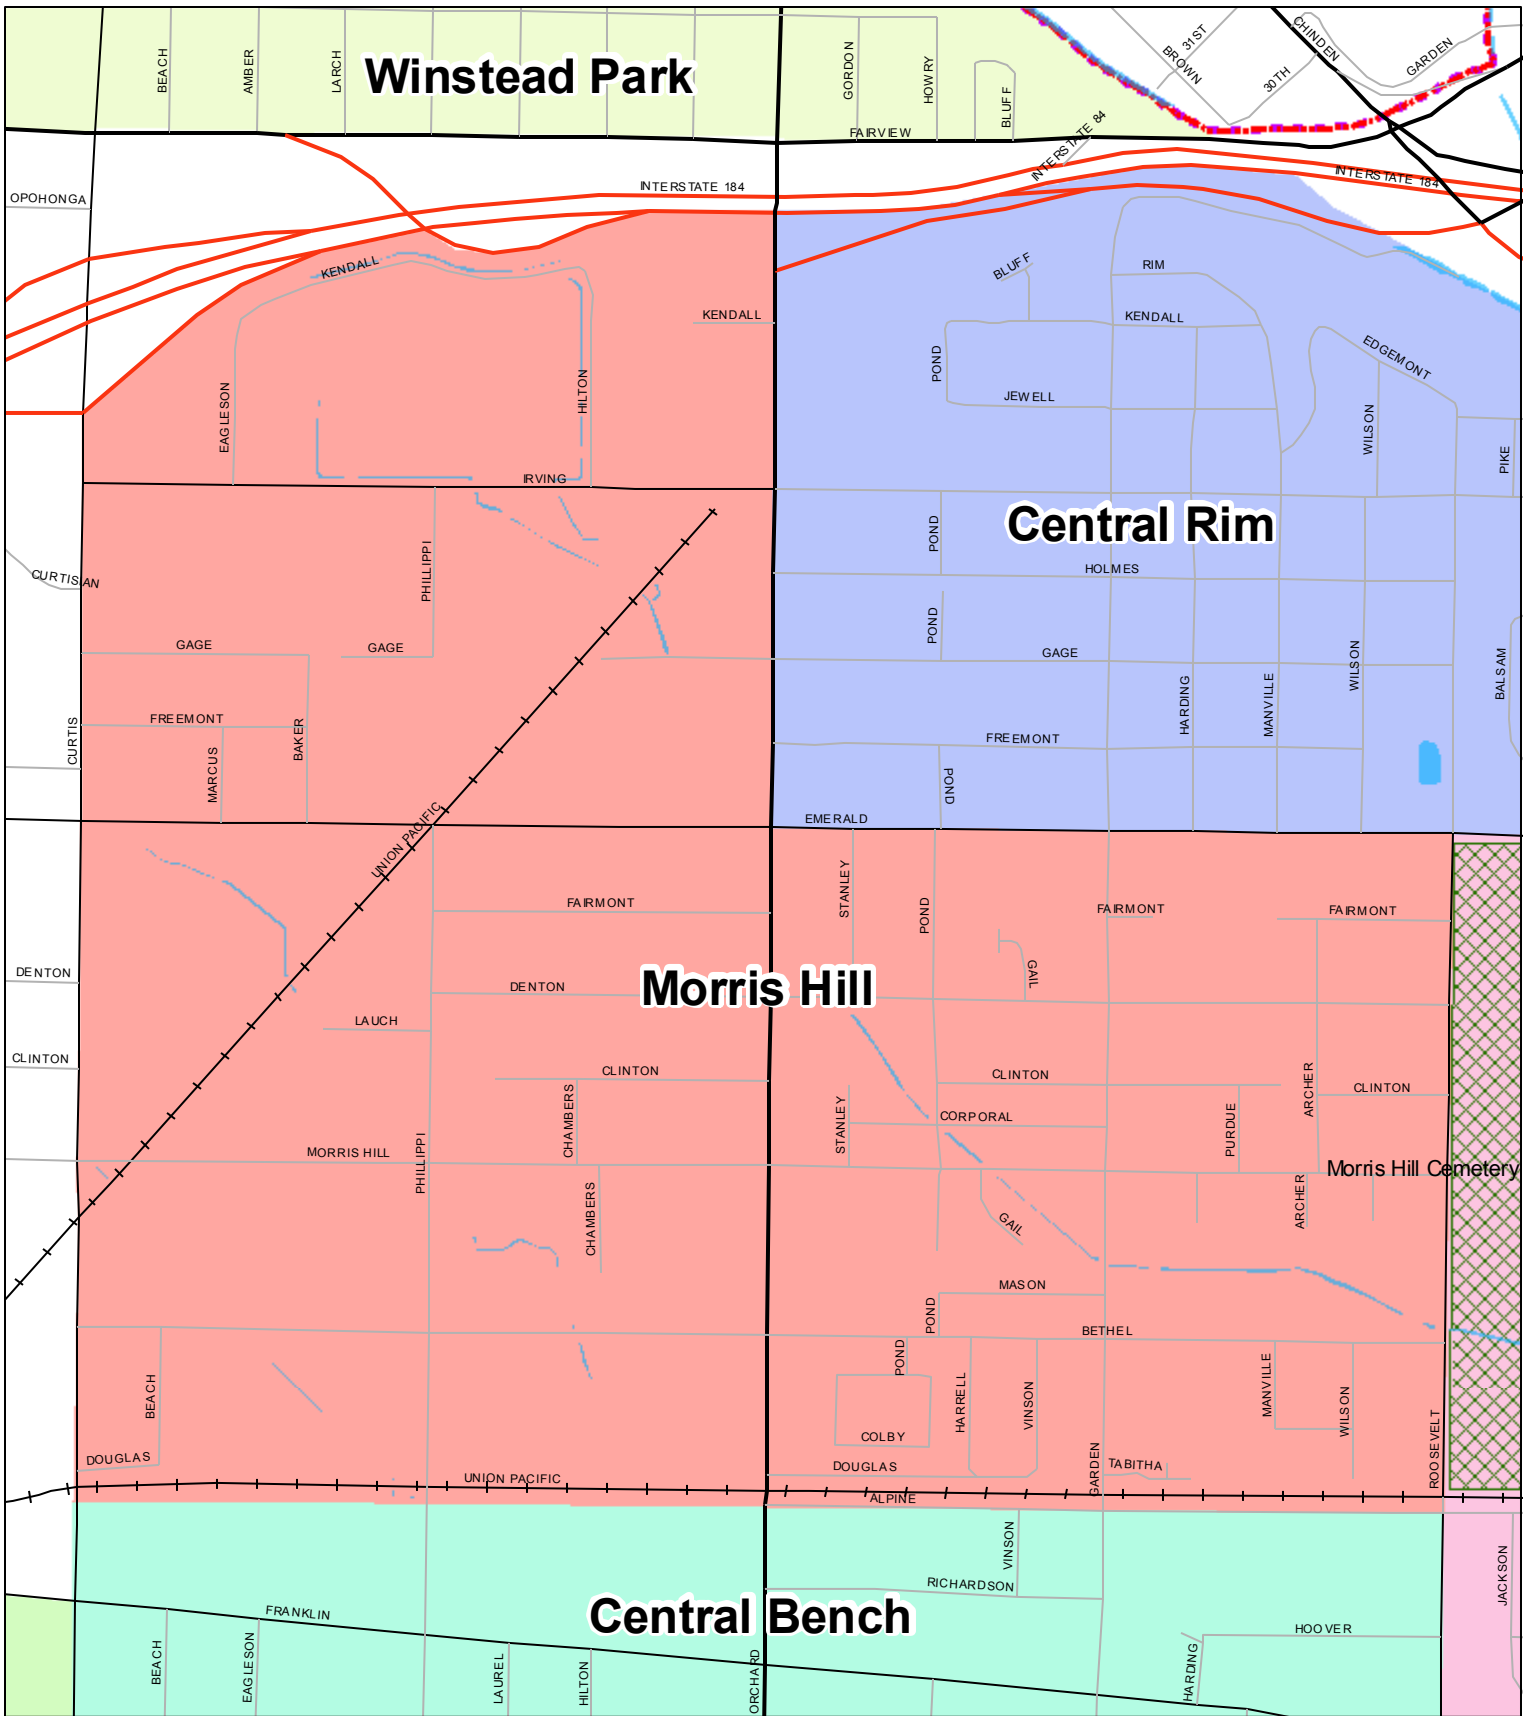 BEACH
AMBER
LARCH
Winstead Park
GORDON
HOWRY
BLUFF
FAIRVIEW
BROWN
31ST
30TH
CHINDEN
GARDEN
INTERSTATE 84
INTERSTATE 184
INTERSTATE 184
OPOHONGA
KENDALL
KENDALL
EAGLESON
HILTON
IRVING
BLUFF
RIM
KENDALL
POND
JEWELL
EDGEMONT
WILSON
PIKE
Central Rim
POND
HOLMES
CURTISIAN
PHILLIPPI
GAGE
GAGE
POND
GAGE
WILSON
BALSAM
HARDING
MANVILLE
CURTIS
FREEMONT
MARCUS
BAKER
FREEMONT
POND
UNION PACIFIC
EMERALD
STANLEY
POND
FAIRMONT
FAIRMONT
FAIRMONT
GAIL
DENTON
DENTON
Morris Hill
LAUCH
CLINTON
CLINTON
CHAMBERS
CLINTON
ARCHER
CLINTON
STANLEY
CORPORAL
PURDUE
MORRIS HILL
PHILLIPPI
Morris Hill Cemetery
CHAMBERS
GAIL
ARCHER
MASON
POND
BETHEL
POND
BEACH
HARRELL
VINSON
MANVILLE
WILSON
ROOSEVELT
COLBY
DOUGLAS
DOUGLAS
GARDEN
TABITHA
UNION PACIFIC
ALPINE
VINSON
RICHARDSON
JACKSON
FRANKLIN
Central Bench
HOOVER
BEACH
EAGLESON
LAUREL
HILTON
ORCHARD
HARDING